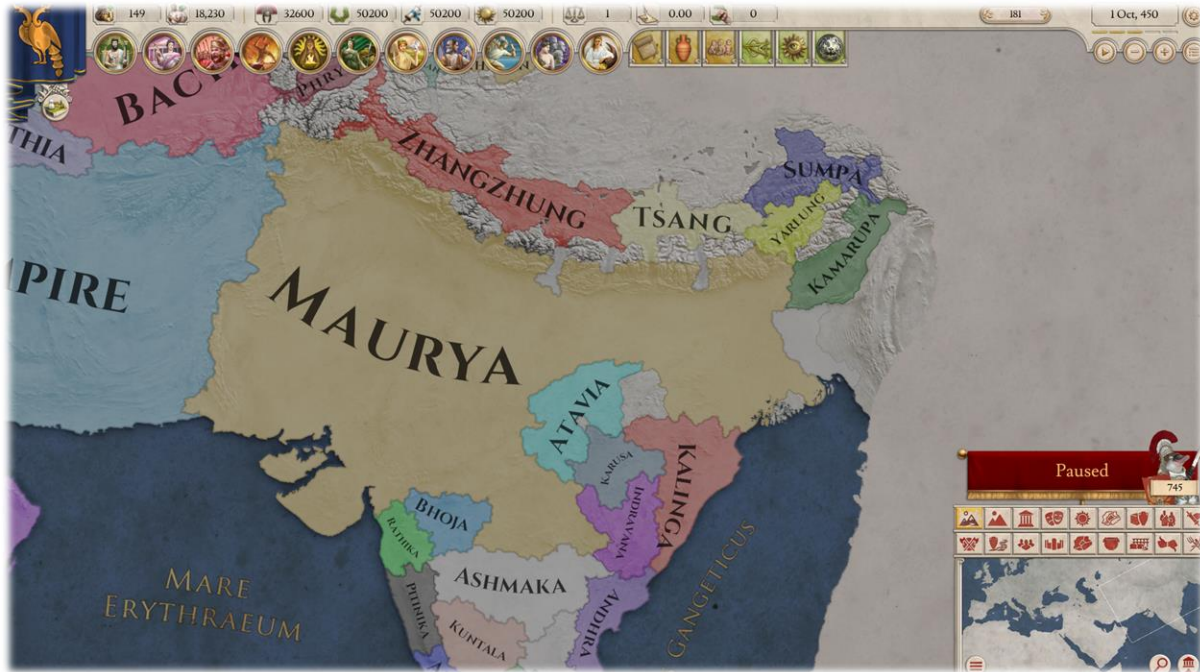 149
18,230
32600
50200
50200
50200
1
0.00
0
181
1 Oct, 450
PHRY
THIA
ZHANGZHUNG
SUMPA
TSANG
YARLUNG
KAMARUPA
PIRE
MAURYA
ATAVIA
KARUSA
KALINGA
INDRAVANA
BHOJA
RATHIKA
ASHMAKA
PITINIKA
KUNTALA
ANDHRA
MARE
ERYTHRAEUM
GANGETICUS
Paused
745